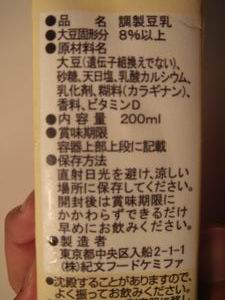 ●品 名 調製豆乳
●大豆固形分 8%以上
●原材料名
大豆(遺伝子組換えでない)、
砂糖、天日塩、乳酸カルシウム、
乳化剤、糊料(カラギナン)、
香料、ビタミンD
●内 容 量 200ml
●賞味期限
容器上部上段に記載
●保存方法
直射日光を避け、涼しい
場所に保存してください。
開封後は賞味期限に
かかわらずできるだけ
早めにお飲みください。
●製 造 者
東京都中央区入船2-1-1
(株)紀文フードケミファ
●沈殿することがありますので、
よく振ってお飲みください。